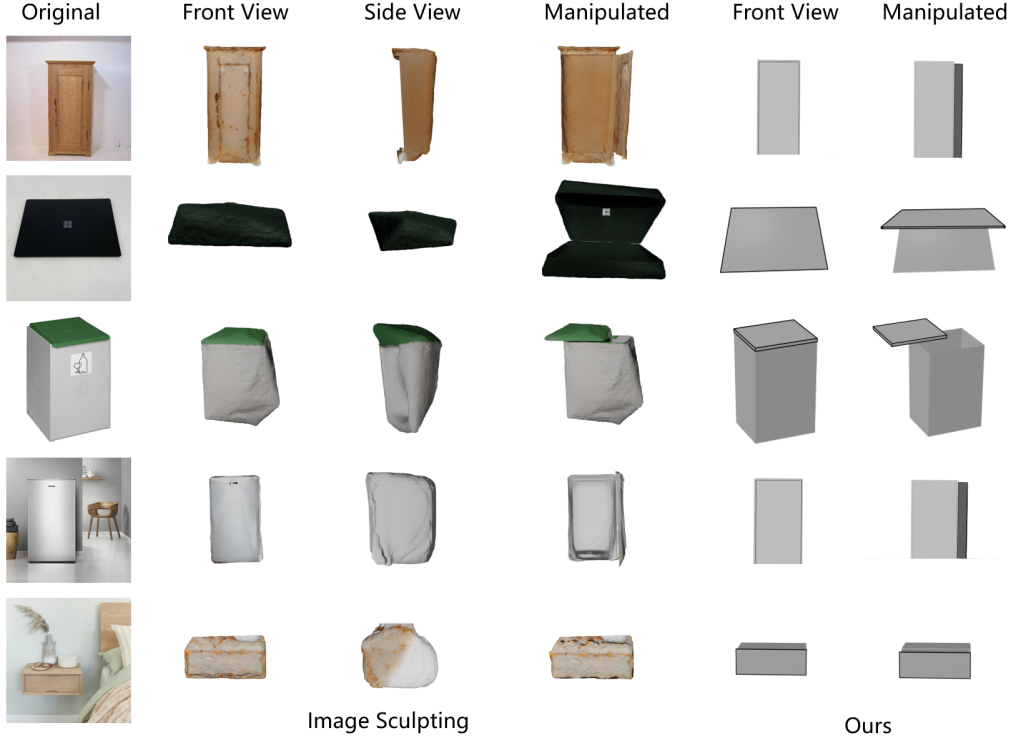 Original Front View Side View Manipulated Front View Manipulated
Image Sculpting Ours